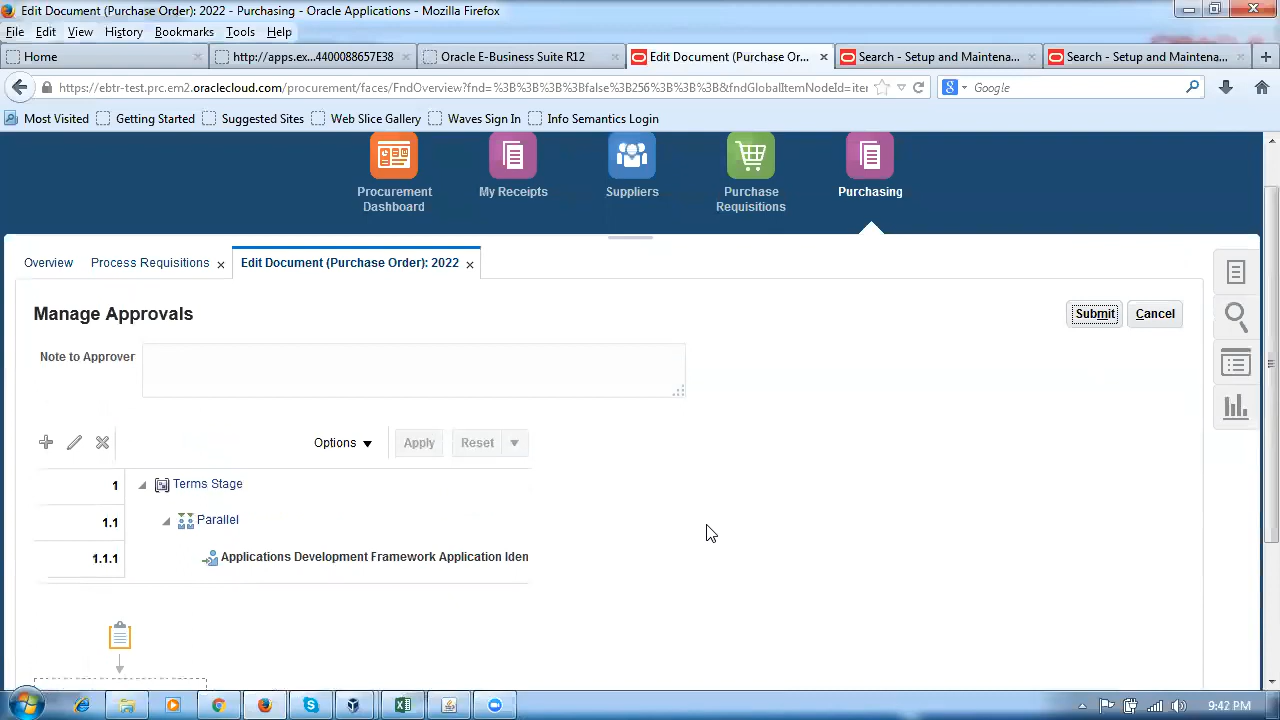 Edit Document (Purchase Order): 2022 - Purchasing - Oracle Applications - Mozilla Firefox
File Edit View History Bookmarks Tools Help
Home
http://apps.ex...4400088657E38
Oracle E-Business Suite R12
Edit Document (Purchase Or...
Search - Setup and Maintena...
Search - Setup and Maintena...
https://ebtr-test.prc.em2.oraclecloud.com/procurement/faces/FndOverview?fnd=%3B%3B%3B%3Bfalse%3B256%3B%3B%3B&fndGlobalItemNodeId=iter
Google
Most Visited Getting Started Suggested Sites Web Slice Gallery Waves Sign In Info Semantics Corporation
Procurement Dashboard
My Receipts
Suppliers
Purchase Requisitions
Purchasing
Overview Process Requisitions Edit Document (Purchase Order): 2022
Manage Approvals
Submit Cancel
Note to Approver
Options Apply Reset
1 Terms Stage
1.1 Parallel
1.1.1 Applications Development Framework Application Iden
9:42 PM